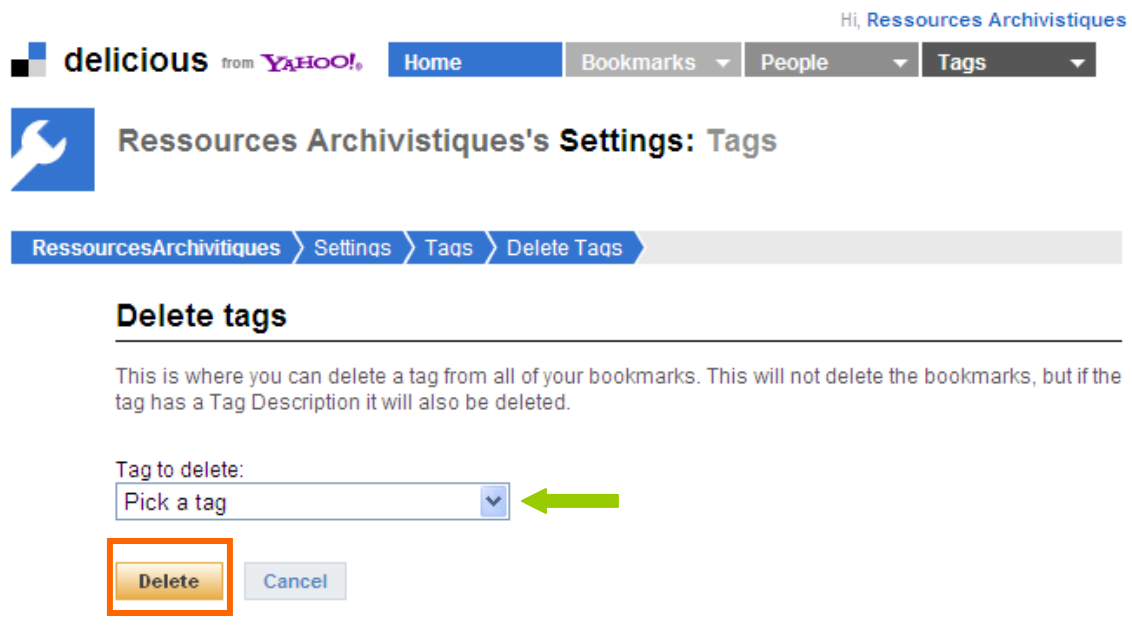 Hi, Ressources Archivistiques
delicious from YAHOO!® Home Bookmarks People Tags
Ressources Archivistiques's Settings: Tags
RessourcesArchivitiques Settings Tags Delete Tags
Delete tags
This is where you can delete a tag from all of your bookmarks. This will not delete the bookmarks, but if the
tag has a Tag Description it will also be deleted.
Tag to delete:
Pick a tag
Delete Cancel